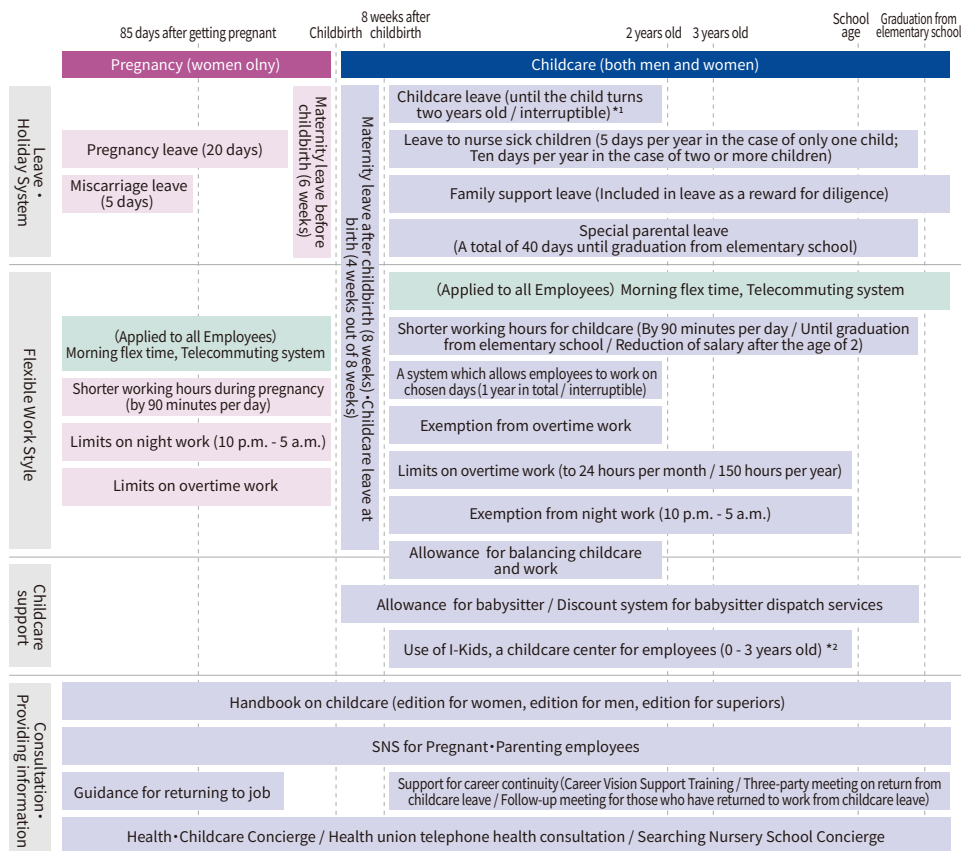 85 days after getting pregnant
Childbirth
8 weeks after
childbirth
2 years old
3 years old
School
age
Graduation from
elementary school
Pregnancy (women olny)
Childcare (both men and women)
Leave・
Holiday System
Pregnancy leave (20 days)
Miscarriage leave
(5 days)
Maternity leave before
childbirth (6 weeks)
Maternity leave after childbirth (8 weeks)・Childcare leave at
birth (4 weeks out of 8 weeks)
Childcare leave (until the child turns
two years old / interruptible) *1
Leave to nurse sick children (5 days per year in the case of only one child;
Ten days per year in the case of two or more children)
Family support leave (Included in leave as a reward for diligence)
Special parental leave
(A total of 40 days until graduation from elementary school)
Flexible Work Style
(Applied to all Employees)
Morning flex time, Telecommuting system
Shorter working hours during pregnancy
(by 90 minutes per day)
Limits on night work (10 p.m. - 5 a.m.)
Limits on overtime work
(Applied to all Employees) Morning flex time, Telecommuting system
Shorter working hours for childcare (By 90 minutes per day / Until graduation
from elementary school / Reduction of salary after the age of 2)
A system which allows employees to work on
chosen days (1 year in total / interruptible)
Exemption from overtime work
Limits on overtime work (to 24 hours per month / 150 hours per year)
Exemption from night work (10 p.m. - 5 a.m.)
Allowance for balancing childcare
and work
Childcare
support
Allowance for babysitter / Discount system for babysitter dispatch services
Use of I-Kids, a childcare center for employees (0 - 3 years old) *2
Consultation・
Providing information
Handbook on childcare (edition for women, edition for men, edition for superiors)
SNS for Pregnant・Parenting employees
Guidance for returning to job
Support for career continuity (Career Vision Support Training / Three-party meeting on return from
childcare leave / Follow-up meeting for those who have returned to work from childcare leave)
Health・Childcare Concierge / Health union telephone health consultation / Searching Nursery School Concierge